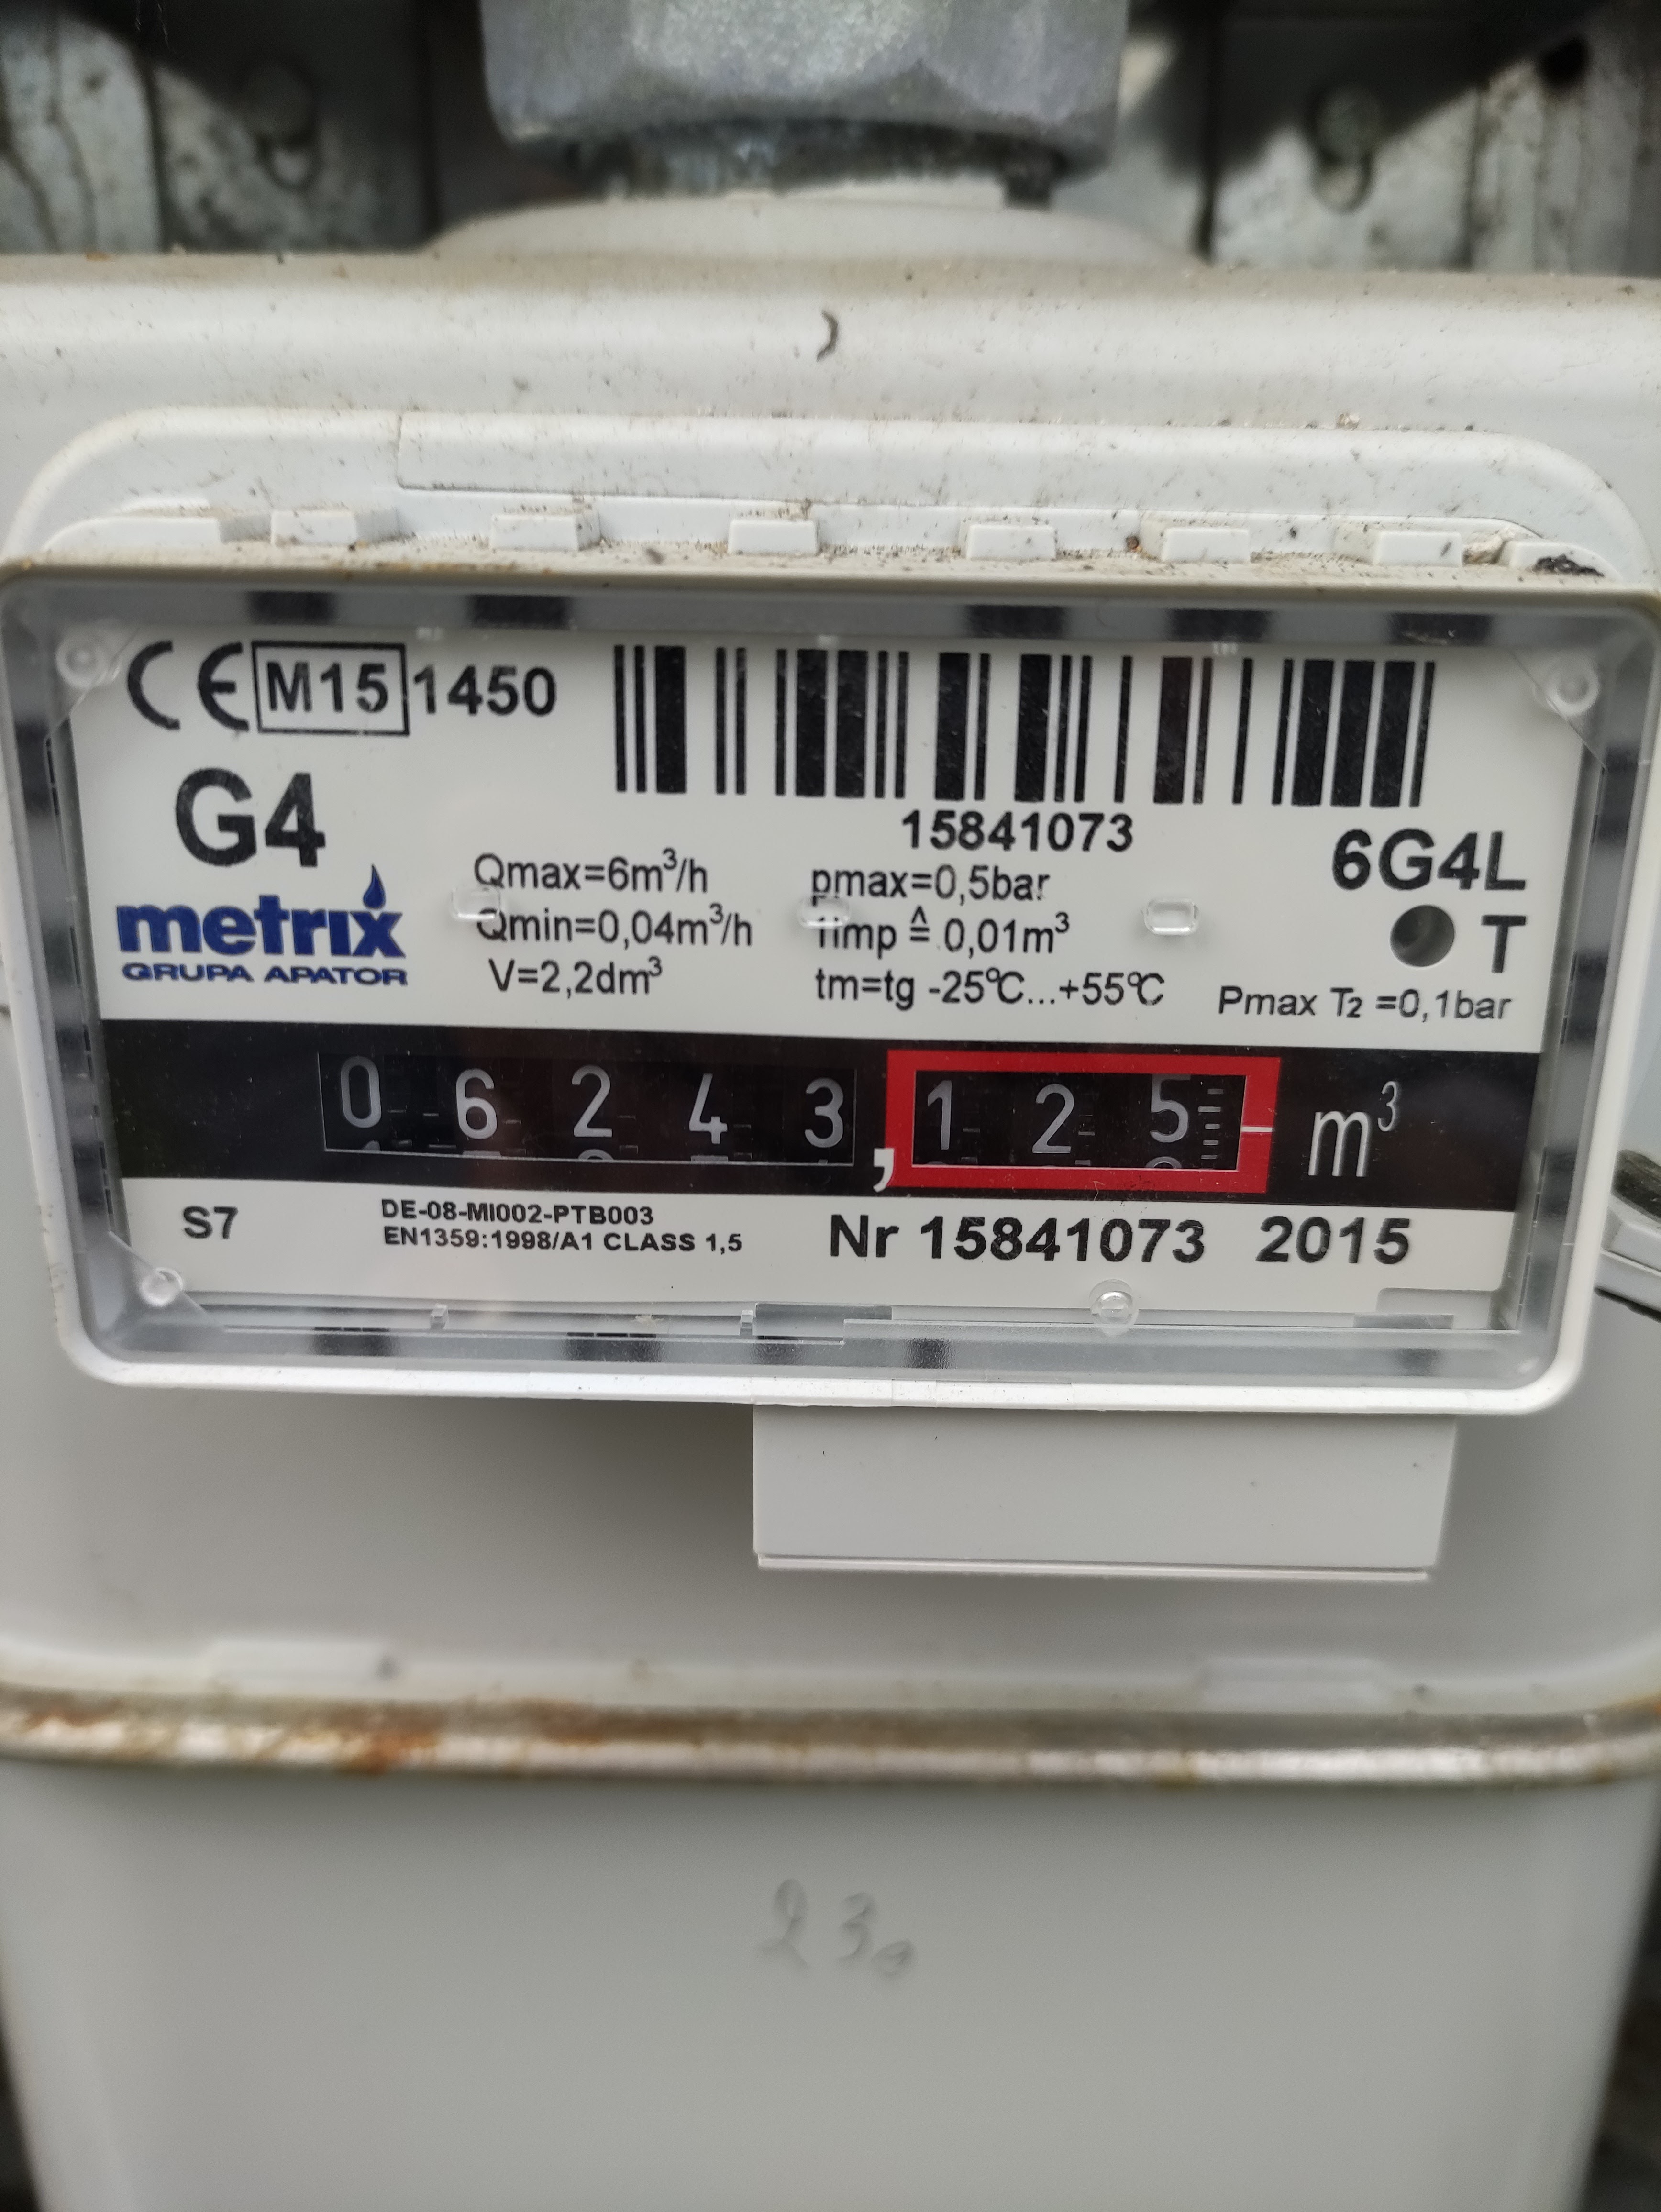 CE M15 1450
G4
15841073
6G4L
metrix
GRUPA APATOR
Qmax=6m³/h
Qmin=0,04m³/h
V=2,2dm³
pmax=0,5bar
1imp ≙ 0,01m³
tm=tg -25°C...+55°C
T
Pmax T2 =0,1bar
0 6 2 4 3 , 1 2 5 m³
S7
DE-08-MI002-PTB003
EN1359:1998/A1 CLASS 1,5
Nr 15841073 2015